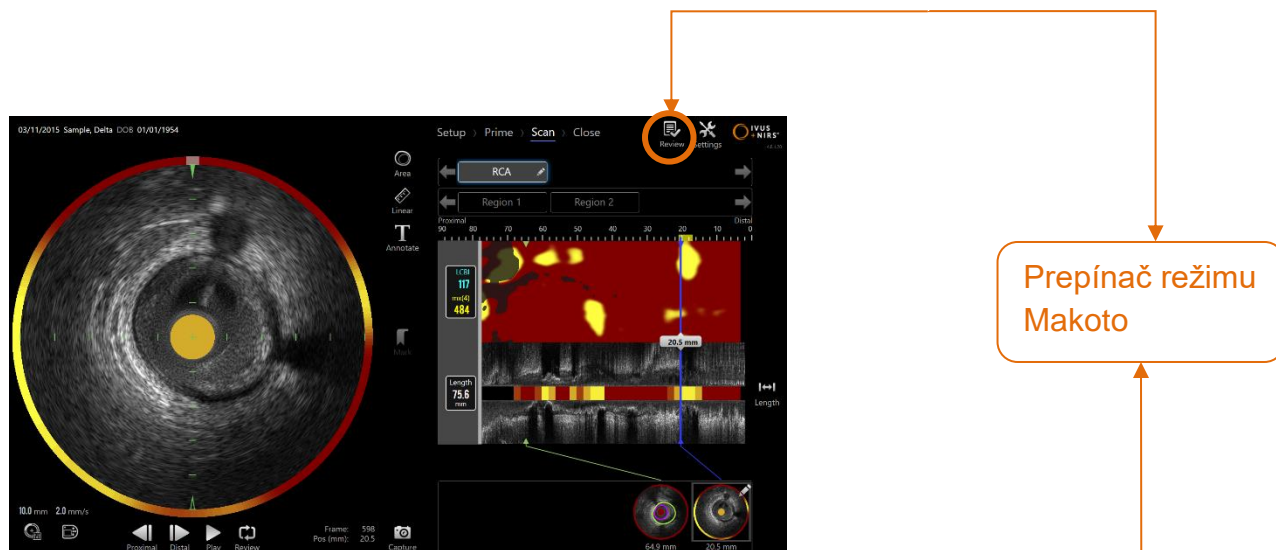 03/11/2015 Sample, Delta DOB 01/01/1954
Setup > Prime > Scan > Close
Review
Settings
IVUS
+NIRS
Area
Linear
Annotate
Mark
RCA
Region 1
Region 2
Proximal
Distal
90 80 70 60 50 40 30 20 10 0
LCBI
117
mx(4)
484
20.5 mm
Length
75.6
mm
Length
10.0 mm 2.0 mm/s
Proximal
Distal
Play
Review
Frame: 598
Pos (mm): 20.5
Capture
64.9 mm
20.5 mm
Prepínač režimu
Makoto